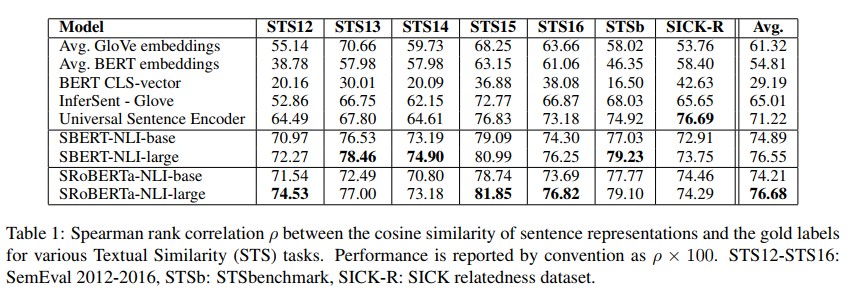 Model STS12 STS13 STS14 STS15 STS16 STSb SICK-R Avg.
Avg. GloVe embeddings 55.14 70.66 59.73 68.25 63.66 58.02 53.76 61.32
Avg. BERT embeddings 38.78 57.98 57.98 63.15 61.06 46.35 58.40 54.81
BERT CLS-vector 20.16 30.01 20.09 36.88 38.08 16.50 42.63 29.19
InferSent - Glove 52.86 66.75 62.15 72.77 66.87 68.03 65.65 65.01
Universal Sentence Encoder 64.49 67.80 64.61 76.83 73.18 74.92 76.69 71.22
SBERT-NLI-base 70.97 76.53 73.19 79.09 74.30 77.03 72.91 74.89
SBERT-NLI-large 72.27 78.46 74.90 80.99 76.25 79.23 73.75 76.55
SRoBERTa-NLI-base 71.54 72.49 70.80 78.74 73.69 77.77 74.46 74.21
SRoBERTa-NLI-large 74.53 77.00 73.18 81.85 76.82 79.10 74.29 76.68
Table 1: Spearman rank correlation ρ between the cosine similarity of sentence representations and the gold labels
for various Textual Similarity (STS) tasks. Performance is reported by convention as ρ × 100. STS12-STS16:
SemEval 2012-2016, STSb: STSbenchmark, SICK-R: SICK relatedness dataset.